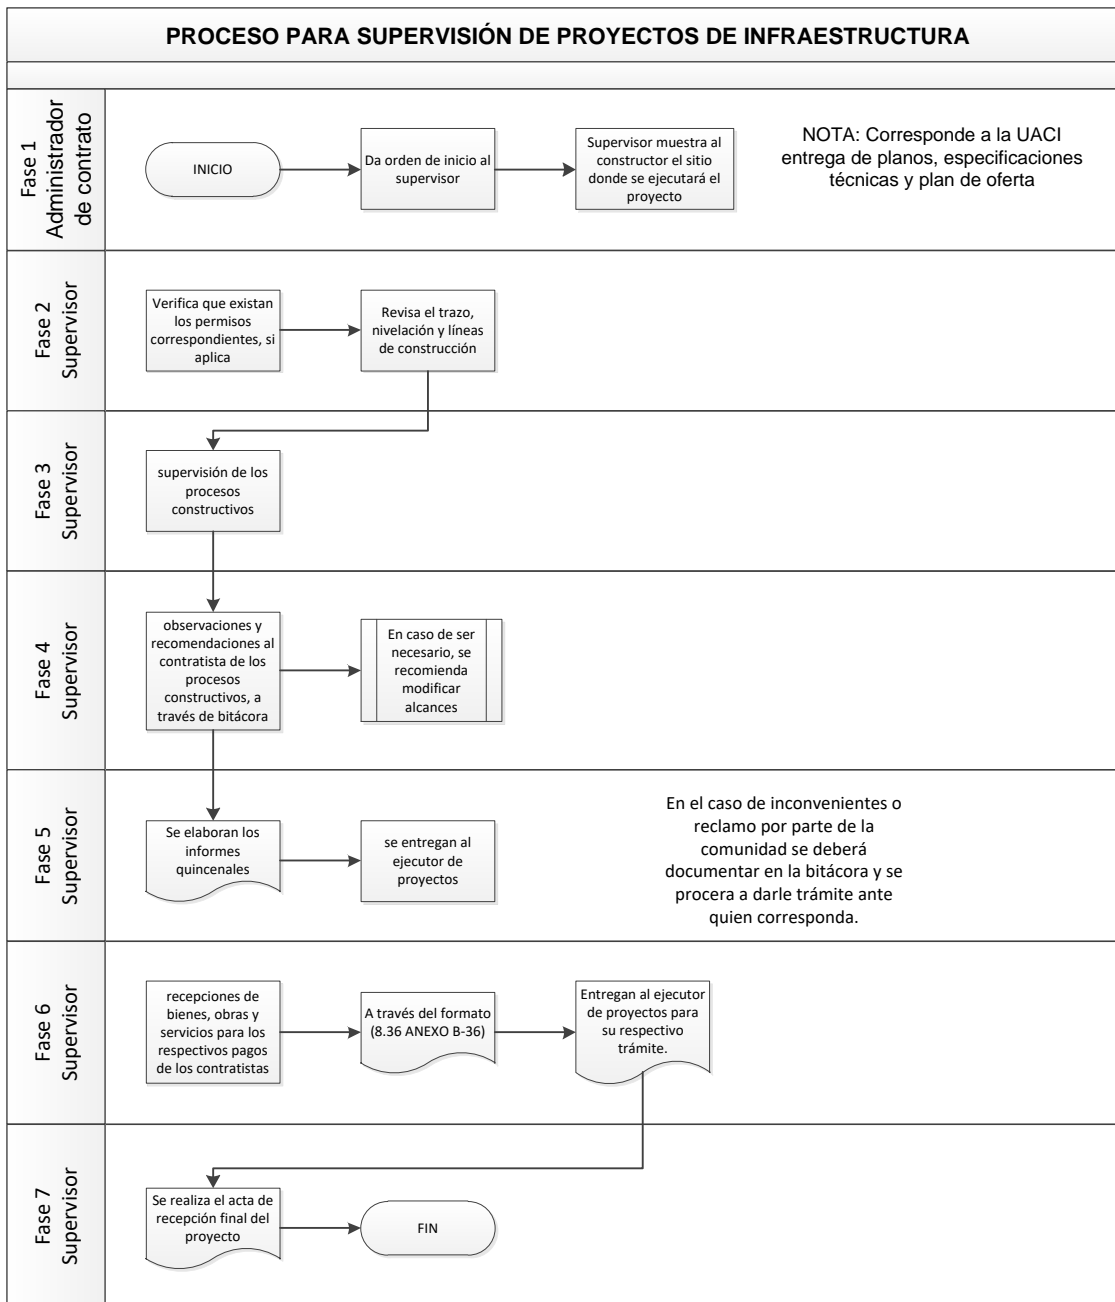 PROCESO PARA SUPERVISIÓN DE PROYECTOS DE INFRAESTRUCTURA
Fase 1
Administrador
de contrato
INICIO
Da orden de inicio al
supervisor
Supervisor muestra al
constructor el sitio
donde se ejecutará el
proyecto
NOTA: Corresponde a la UACI
entrega de planos, especificaciones
técnicas y plan de oferta
Fase 2
Supervisor
Verifica que existan
los permisos
correspondientes, si
aplica
Revisa el trazo,
nivelación y líneas
de construcción
Fase 3
Supervisor
supervisión de los
procesos
constructivos
Fase 4
Supervisor
observaciones y
recomendaciones al
contratista de los
procesos
constructivos, a
través de bitácora
En caso de ser
necesario, se
recomienda
modificar
alcances
Fase 5
Supervisor
Se elaboran los
informes
quincenales
se entregan al
ejecutor de
proyectos
En el caso de inconvenientes o
reclamo por parte de la
comunidad se deberá
documentar en la bitácora y se
procera a darle trámite ante
quien corresponda.
Fase 6
Supervisor
recepciones de
bienes, obras y
servicios para los
respectivos pagos
de los contratistas
A través del formato
(8.36 ANEXO B-36)
Entregan al ejecutor
de proyectos para
su respectivo
trámite.
Fase 7
Supervisor
Se realiza el acta de
recepción final del
proyecto
FIN